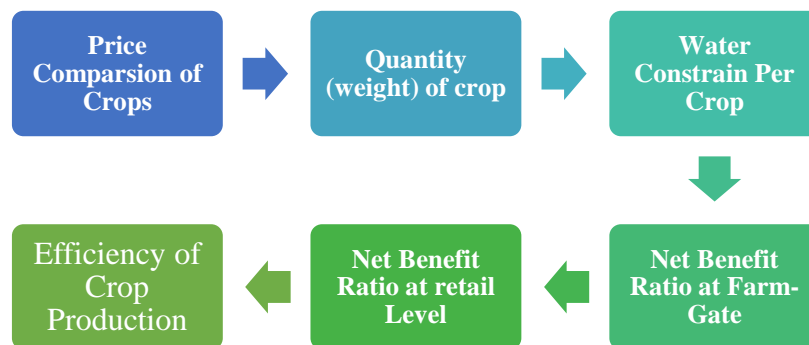 Price
Comparsion of
Crops
Quantity
(weight) of crop
Water
Constrain Per
Crop
Net Benefit
Ratio at Farm-
Gate
Net Benefit
Ratio at retail
Level
Efficiency of
Crop
Production